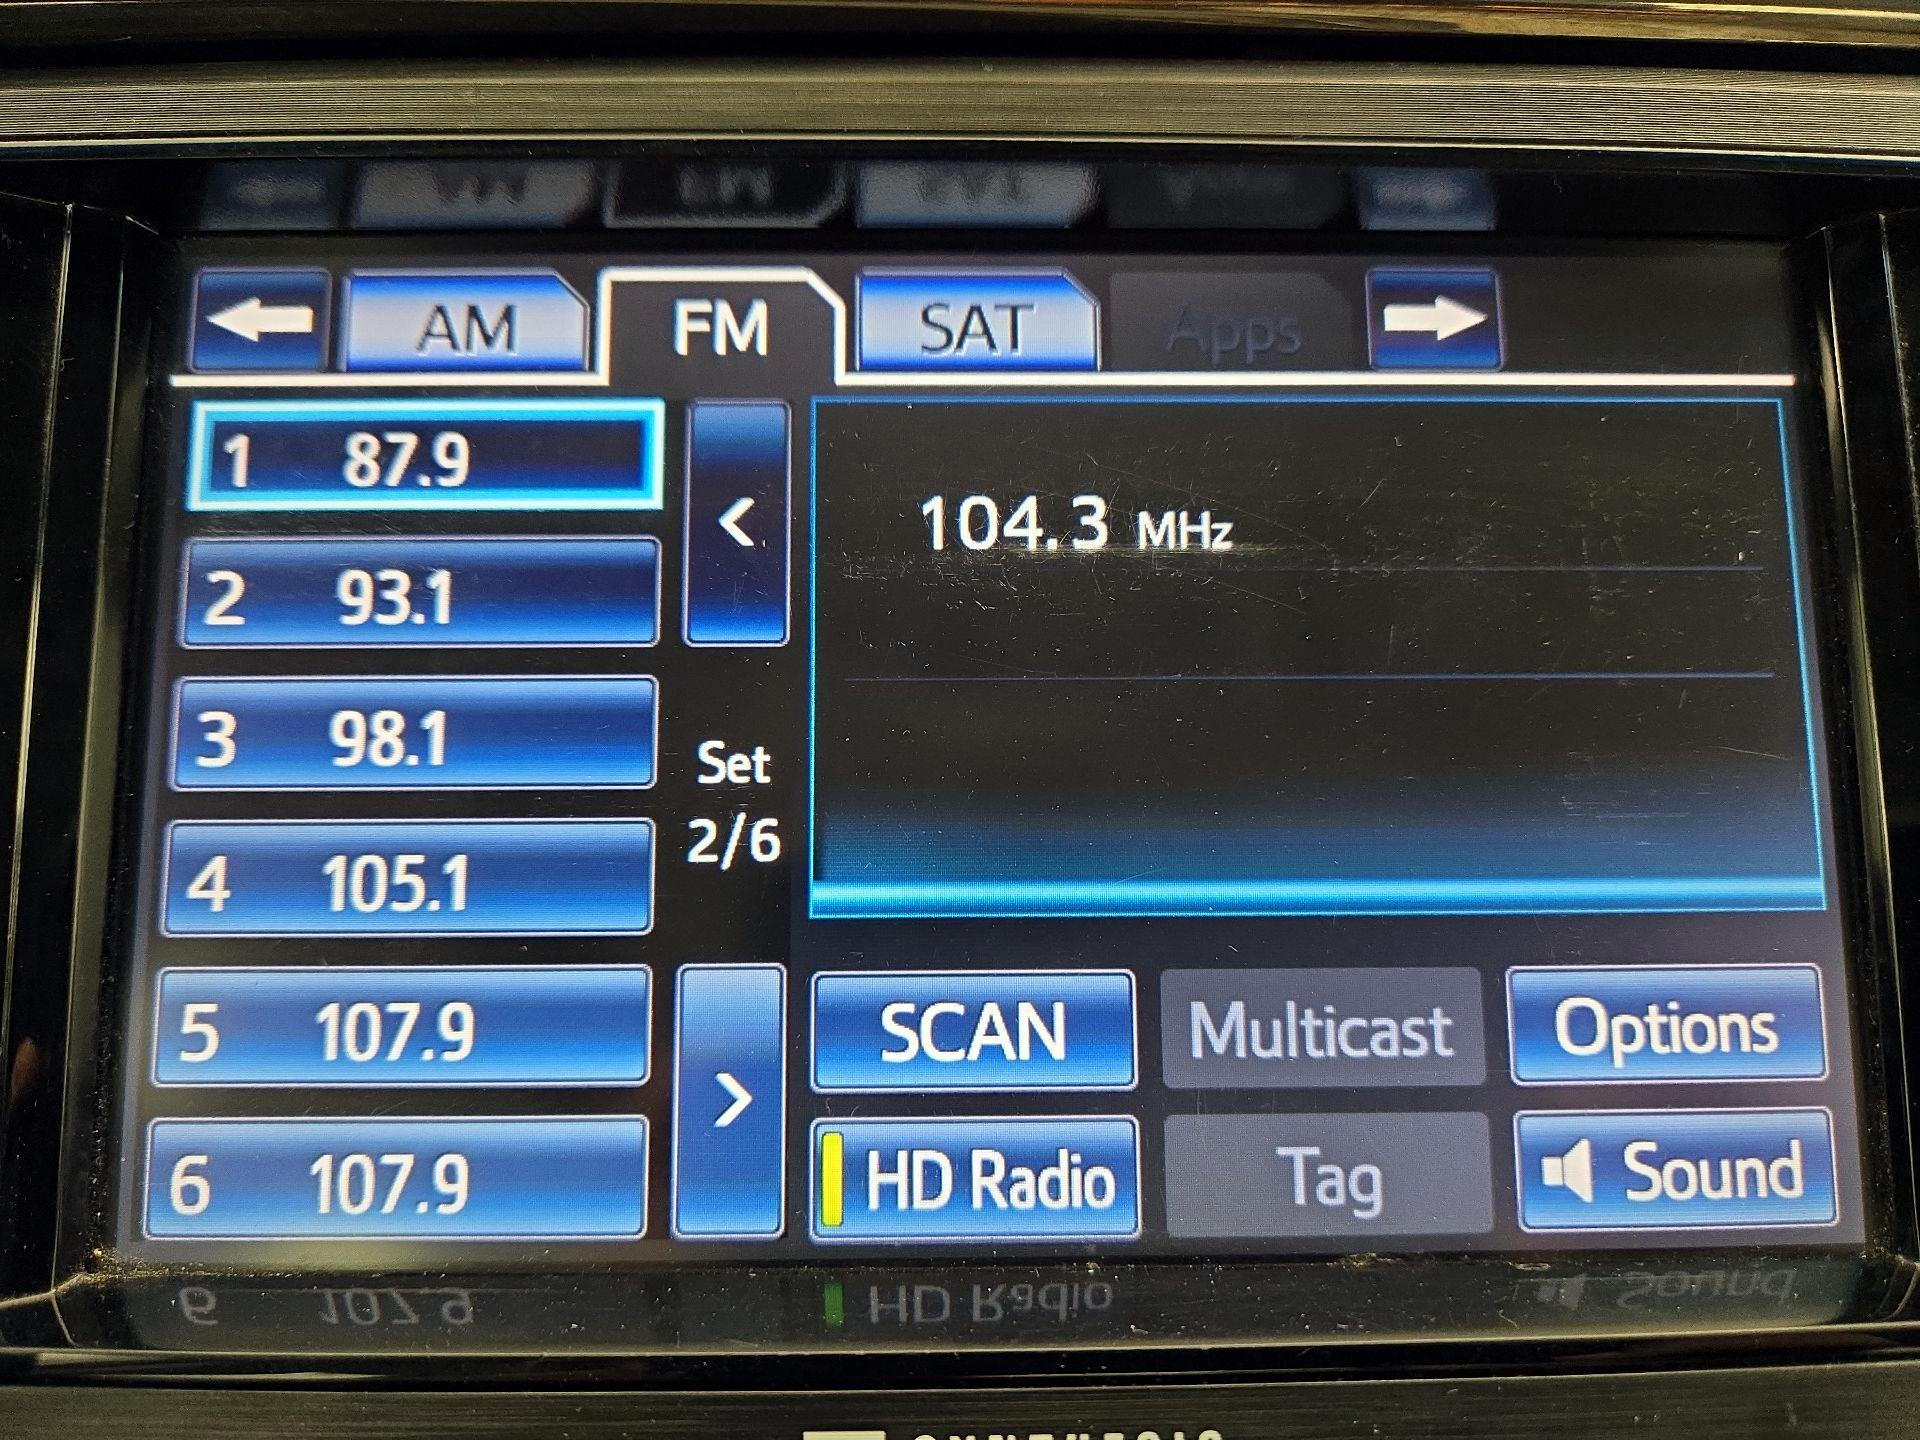 AM FM SAT Apps
1 87.9
2 93.1
3 98.1
4 105.1
5 107.9
6 107.9
<
Set
2/6
>
104.3 MHz
SCAN Multicast Options
HD Radio Tag Sound